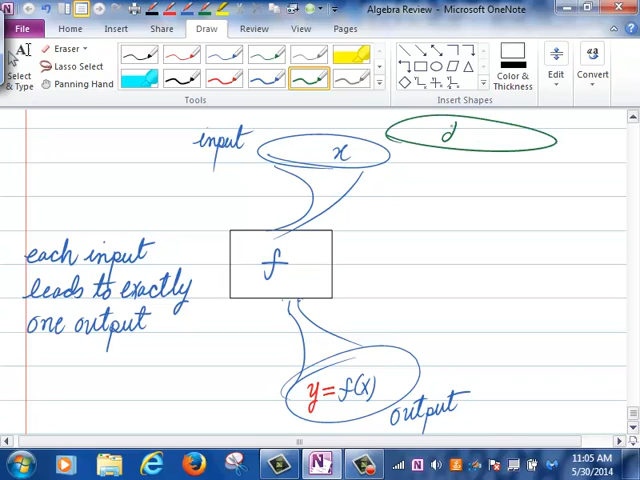 Algebra Review - OneNote
File
Home
Insert
Share
Draw
Review
View
Pages
Select & Type
Eraser
Lasso Select
Panning Hand
Tools
Insert Shapes
Color & Thickness
Edit
Convert
input
x
d
f
each input
leads to exactly
one output
y = f(x)
output
11:05 AM
5/30/2014